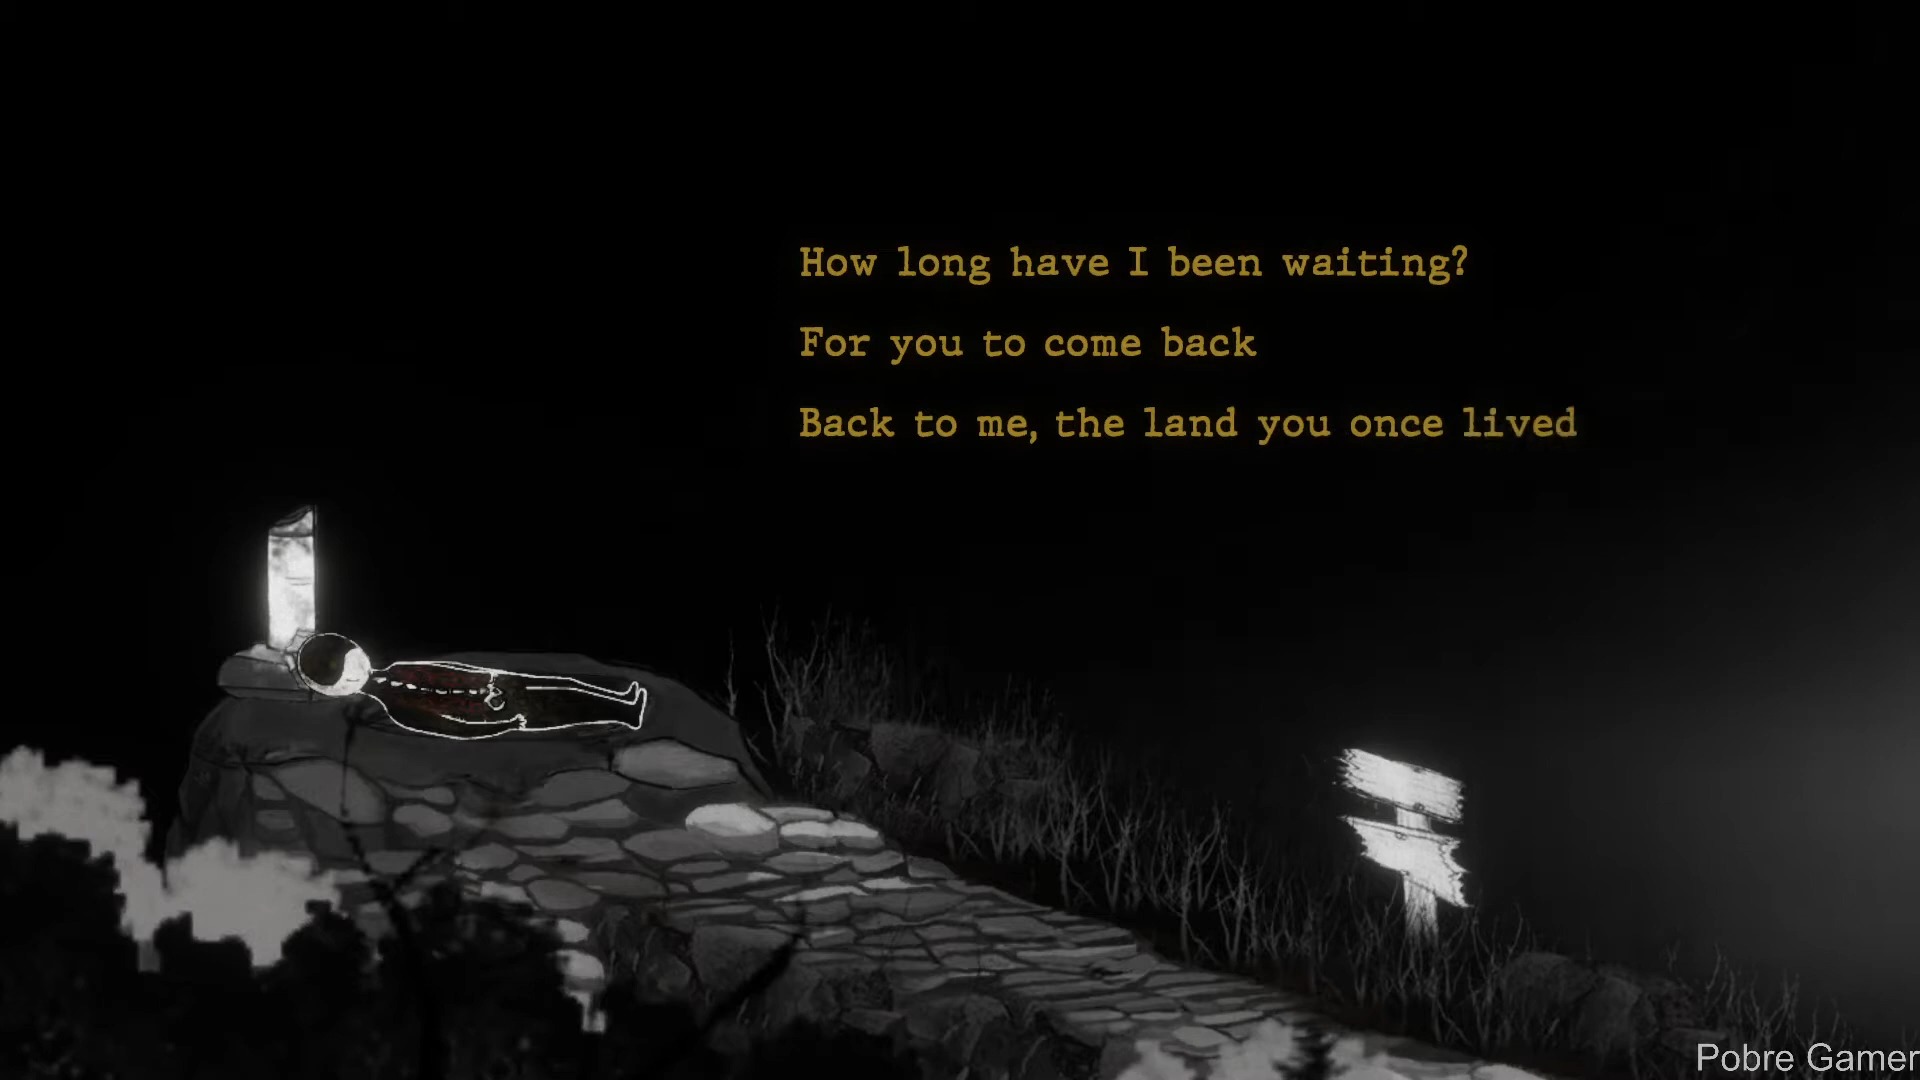 How long have I been waiting?
For you to come back
Back to me, the land you once lived
Pobre Gamer